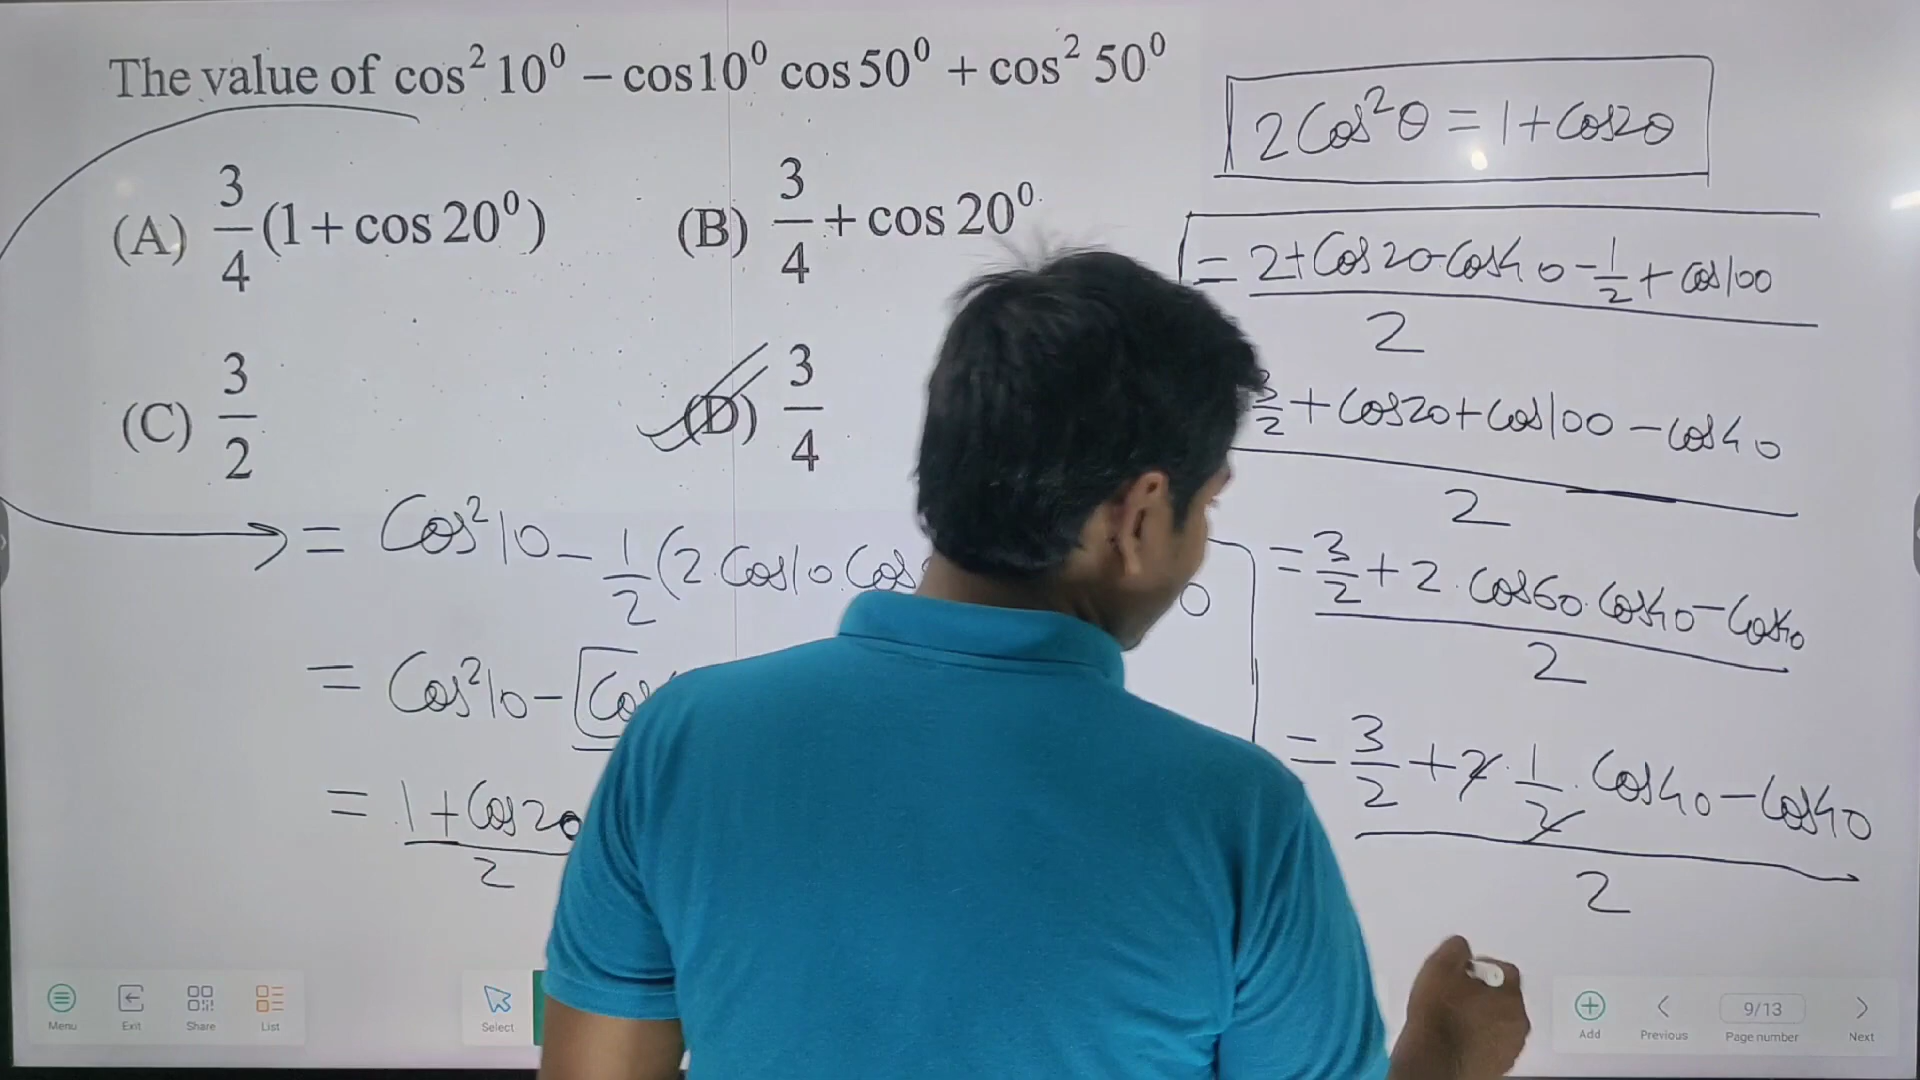 The value of cos² 10⁰ – cos10⁰ cos 50⁰ + cos² 50⁰
(A) 3/4 (1 + cos 20⁰)
(B) 3/4 + cos 20⁰
(C) 3/2
(D) 3/4
= Cos²10 – 1/2 (2.Cos10 Cos
= Cos²10 –
= 1+Cos20 / 2
2Cos²θ = 1+Cos2θ
= 2+Cos20-Cos40-1/2+Cos100 / 2
3/2 + Cos20+Cos100 – Cos40 / 2
= 3/2 + 2.Cos60.Cos40–Cos40 / 2
= 3/2 + 2.1/2.Cos40–Cos40 / 2
Menu
Exit
Share
List
Select
Add
Previous
9/13
Page number
Next